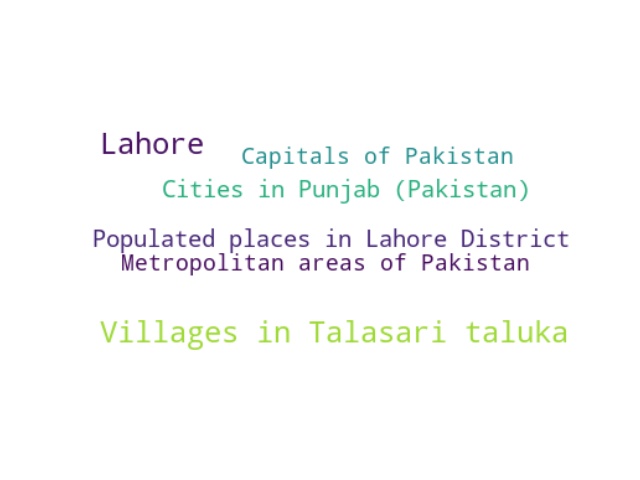 Lahore
Capitals of Pakistan
Cities in Punjab (Pakistan)
Populated places in Lahore District
Metropolitan areas of Pakistan
Villages in Talasari taluka